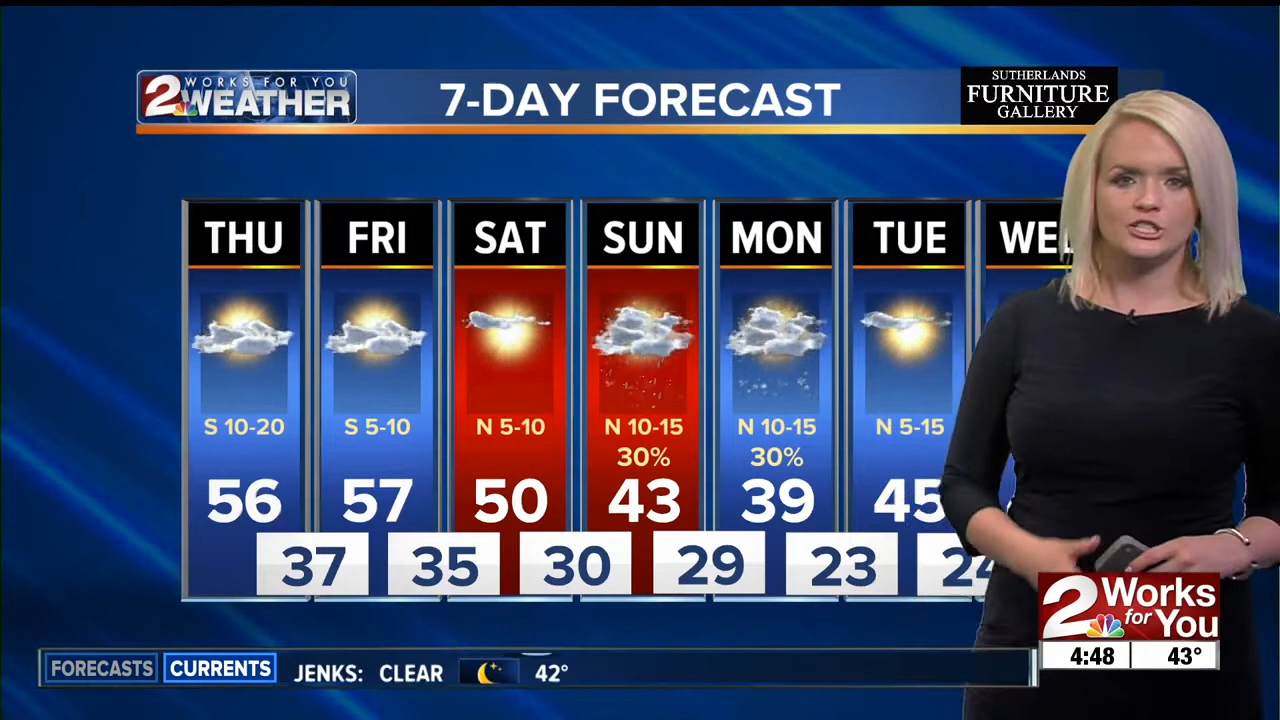 2 WORKS FOR YOU
WEATHER
7-DAY FORECAST
SUTHERLANDS
FURNITURE
GALLERY
THU FRI SAT SUN MON TUE
S 10-20 S 5-10 N 5-10 N 10-15 N 10-15 N 5-15
30% 30%
56 57 50 43 39 45
37 35 30 29 23
2 Works
for You
4:48 43°
FORECASTS CURRENTS JENKS: CLEAR 42°